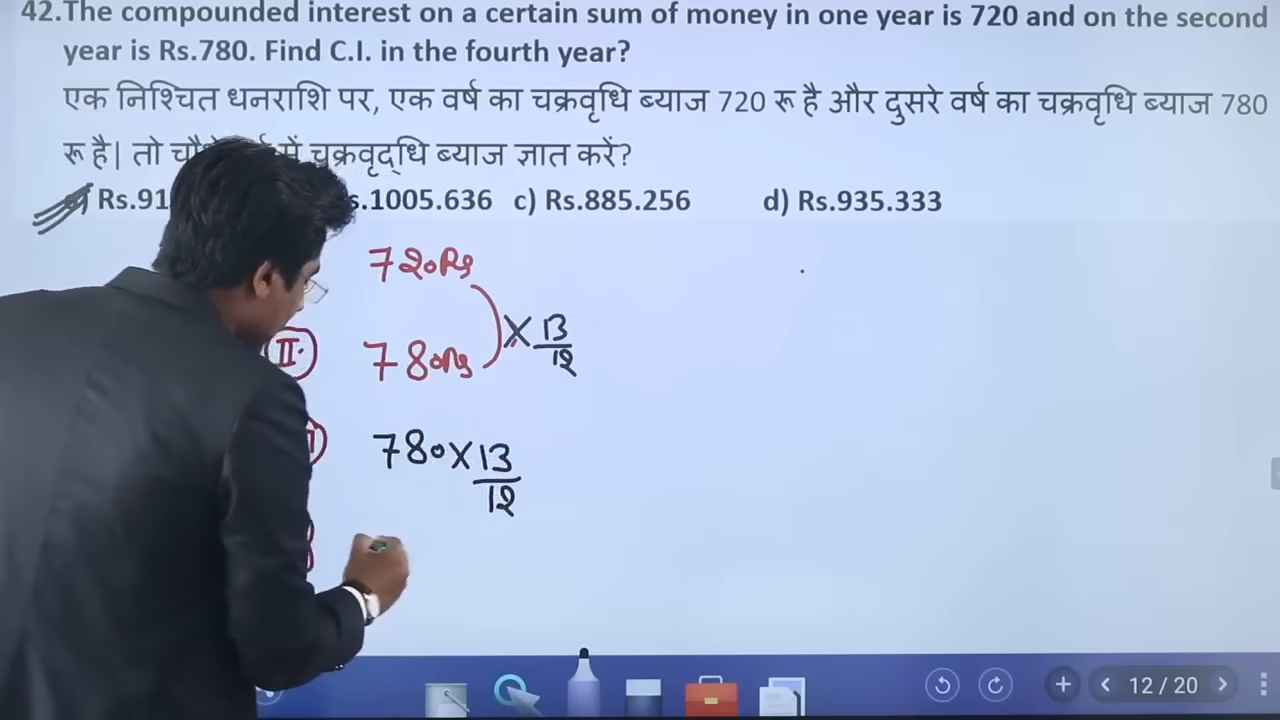 42.The compounded interest on a certain sum of money in one year is 720 and on the second
year is Rs.780. Find C.I. in the fourth year?
एक निश्चित धनराशि पर, एक वर्ष का चक्रवृधि ब्याज 720 रू है और दुसरे वर्ष का चक्रवृधि ब्याज 780
रू है| तो में चक्रवृद्धि ब्याज ज्ञात करें?
Rs.91 s.1005.636 c) Rs.885.256 d) Rs.935.333
720Rs
II. 780Rs × 13/12
780×13/12
12 / 20